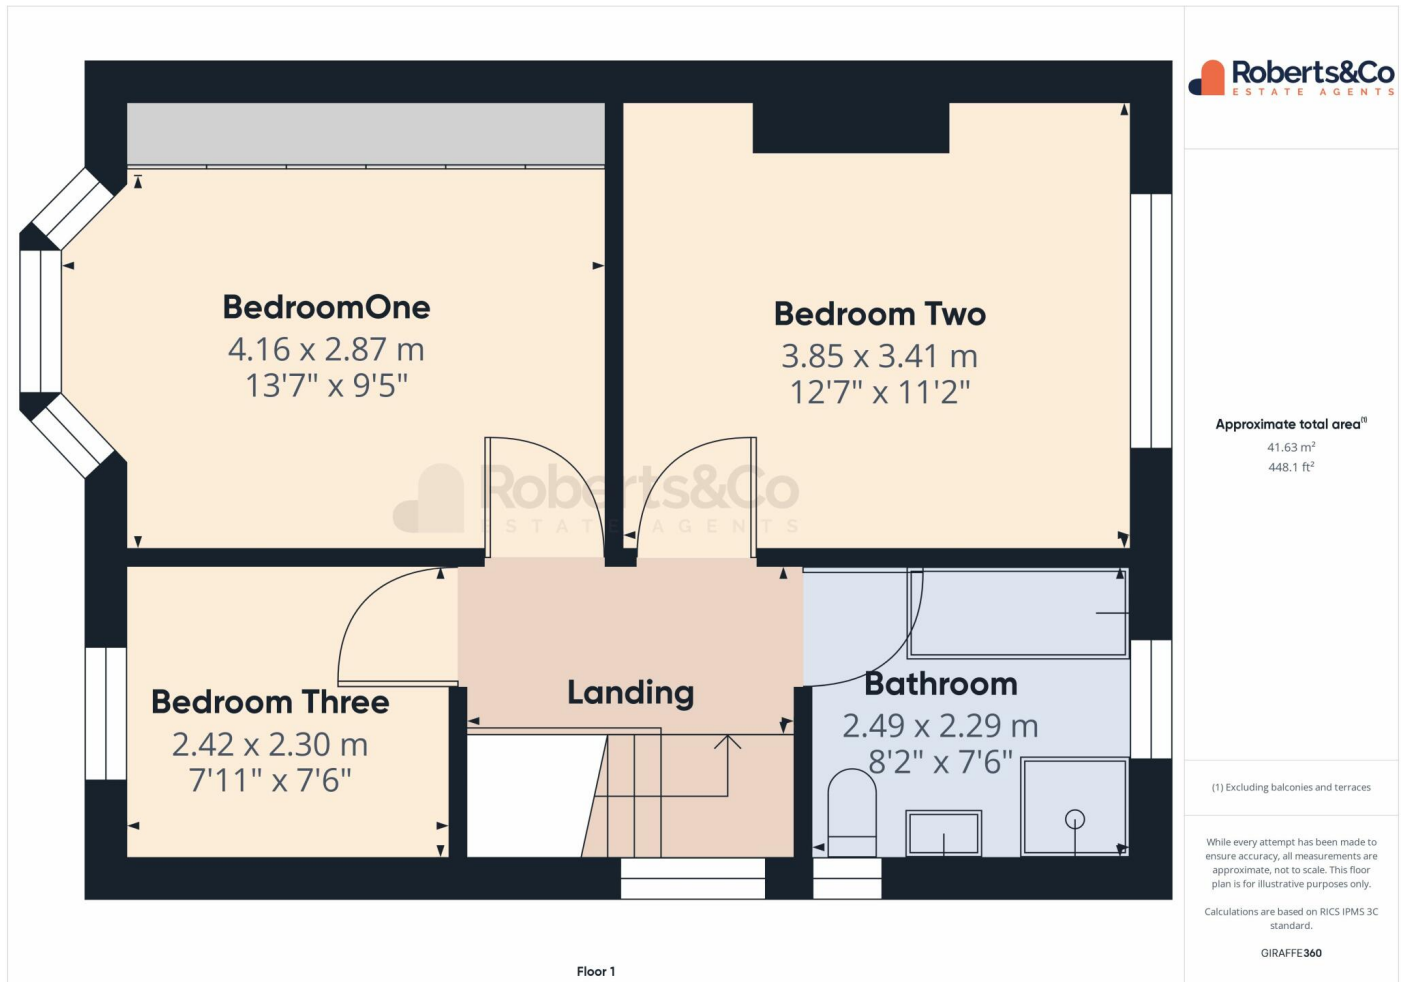 Roberts&Co
ESTATE AGENTS
BedroomOne
4.16 x 2.87 m
13'7" x 9'5"
Bedroom Two
3.85 x 3.41 m
12'7" x 11'2"
Roberts&Co
ESTATE AGENTS
Bedroom Three
2.42 x 2.30 m
7'11" x 7'6"
Landing
Bathroom
2.49 x 2.29 m
8'2" x 7'6"
Floor 1
Approximate total area⁽¹⁾
41.63 m²
448.1 ft²
(1) Excluding balconies and terraces
While every attempt has been made to
ensure accuracy, all measurements are
approximate, not to scale. This floor
plan is for illustrative purposes only.
Calculations are based on RICS IPMS 3C
standard.
GIRAFFE360